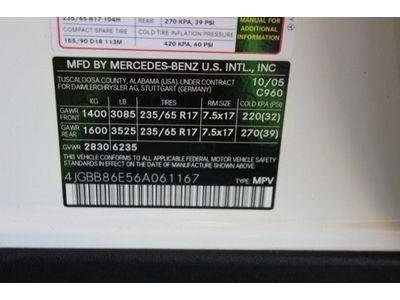 235/65 R17 104H REAR 270 KPA, 39 PSI
MANUAL FOR
ADDITIONAL
INFORMATION
COMPACT SPARE TIRE COLD TIRE INFLATION PRESSURE
155/90 D18 113M 420 KPA, 60 PSI
MFD BY MERCEDES-BENZ U.S. INTL., INC
TUSCALOOSA COUNTY, ALABAMA (USA) UNDER CONTRACT 10/05
FOR DAIMLERCHRYSLER AG, STUTTGART (GERMANY) C960
KG LB TIRES RIM SIZE COLD KPA (PSI)
GAWR FRONT 1400 3085 235/65 R 17 7.5x17 220(32)
GAWR REAR 1600 3525 235/65 R 17 7.5x17 270(39)
GVWR 2830 6235
THIS VEHICLE CONFORMS TO ALL APPLICABLE FEDERAL MOTOR VEHICLE SAFETY
STANDARDS IN EFFECT ON THE DATE OF MANUFACTURE SHOWN ABOVE.
4JGBB86E56A061167 TYPE: MPV